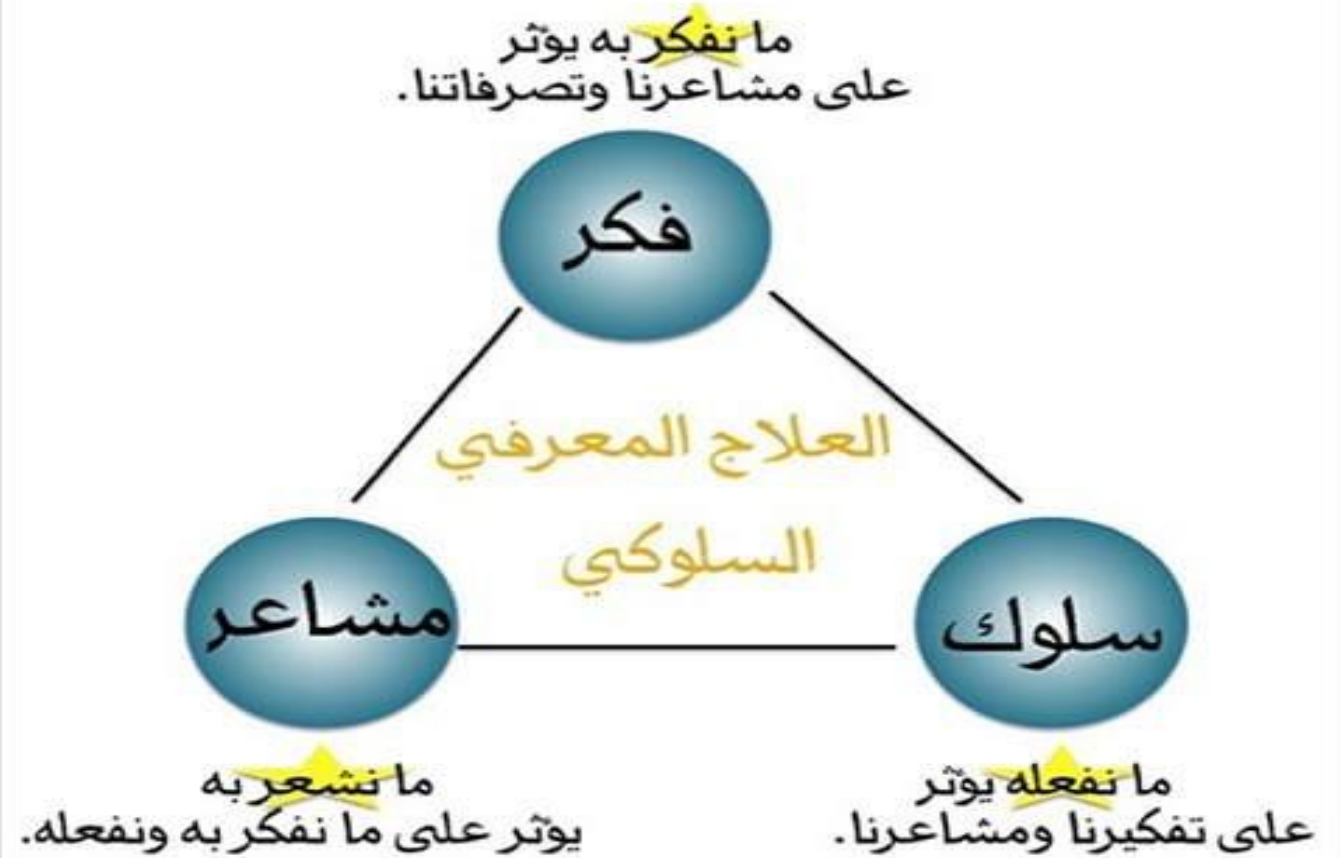 ما نفكر به يؤثر
على مشاعرنا وتصرفاتنا.
فكر
العلاج المعرفي
السلوكي
سلوك
مشاعر
ما نفعله يؤثر
على تفكيرنا ومشاعرنا.
ما نشعر به
يؤثر على ما نفكر به ونفعله.